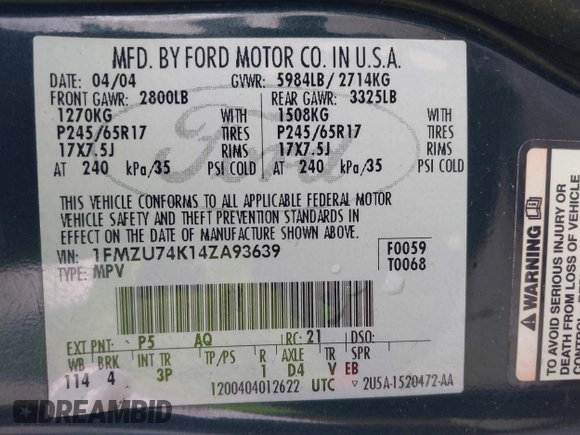 MFD. BY FORD MOTOR CO. IN U.S.A.
DATE: 04/04 GVWR: 5984LB/ 2714KG
FRONT GAWR: 2800LB REAR GAWR: 3325LB
1270KG WITH 1508KG WITH
P245/65R17 TIRES P245/65R17 TIRES
17X7.5J RIMS 17X7.5J RIMS
AT 240 kPa/35 PSI COLD AT 240 kPa/35 PSI COLD
THIS VEHICLE CONFORMS TO ALL APPLICABLE FEDERAL MOTOR
VEHICLE SAFETY AND THEFT PREVENTION STANDARDS IN EFFECT
ON THE DATE OF MANUFACTURE SHOWN ABOVE.
VIN: 1FMZU74K14ZA93639 F0059
TYPE: MPV T0068
EXT PNT: P5 AQ RC: 21 DSO:
WB BRK INT TR TP/PS R AXLE TR SPR
114 4 3P 1 D4 V EB
1200404012622 UTC 2U5A-1520472-AA
Ford
TO AVOID SERIOUS INJURY OR
DEATH FROM LOSS OF VEHICLE
DREAMBID